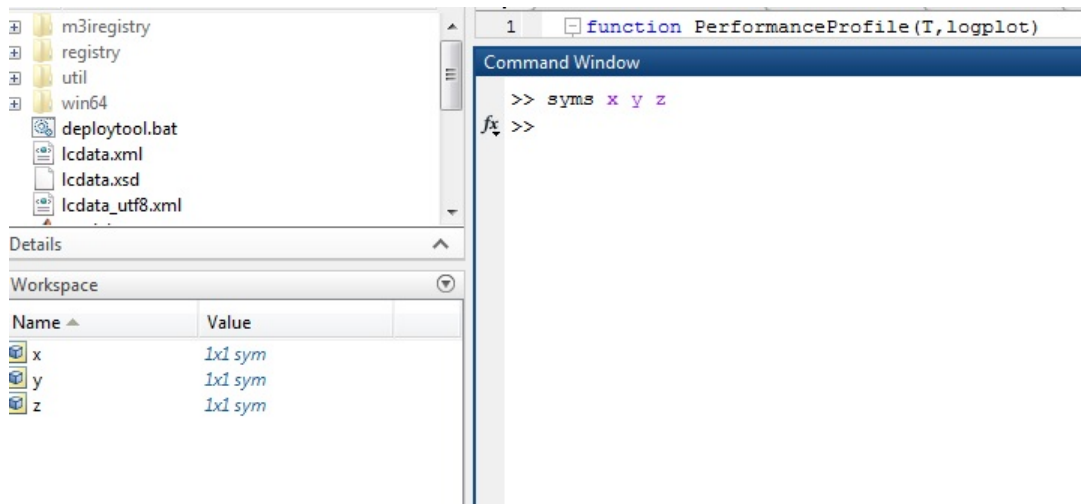 m3iregistry
registry
util
win64
deploytool.bat
lcdata.xml
lcdata.xsd
lcdata_utf8.xml
Details
Workspace
Name Value
x 1x1 sym
y 1x1 sym
z 1x1 sym
1 function PerformanceProfile(T,logplot)
Command Window
>> syms x y z
fx >>